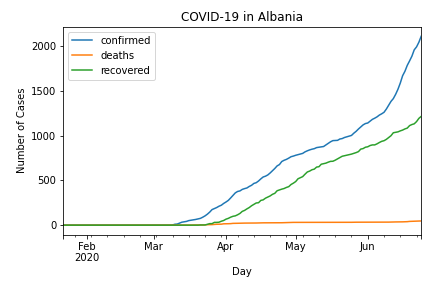 COVID-19 in Albania
confirmed
deaths
recovered
Number of Cases
2000
1500
1000
500
0
Feb
2020
Mar
Apr
May
Jun
Day